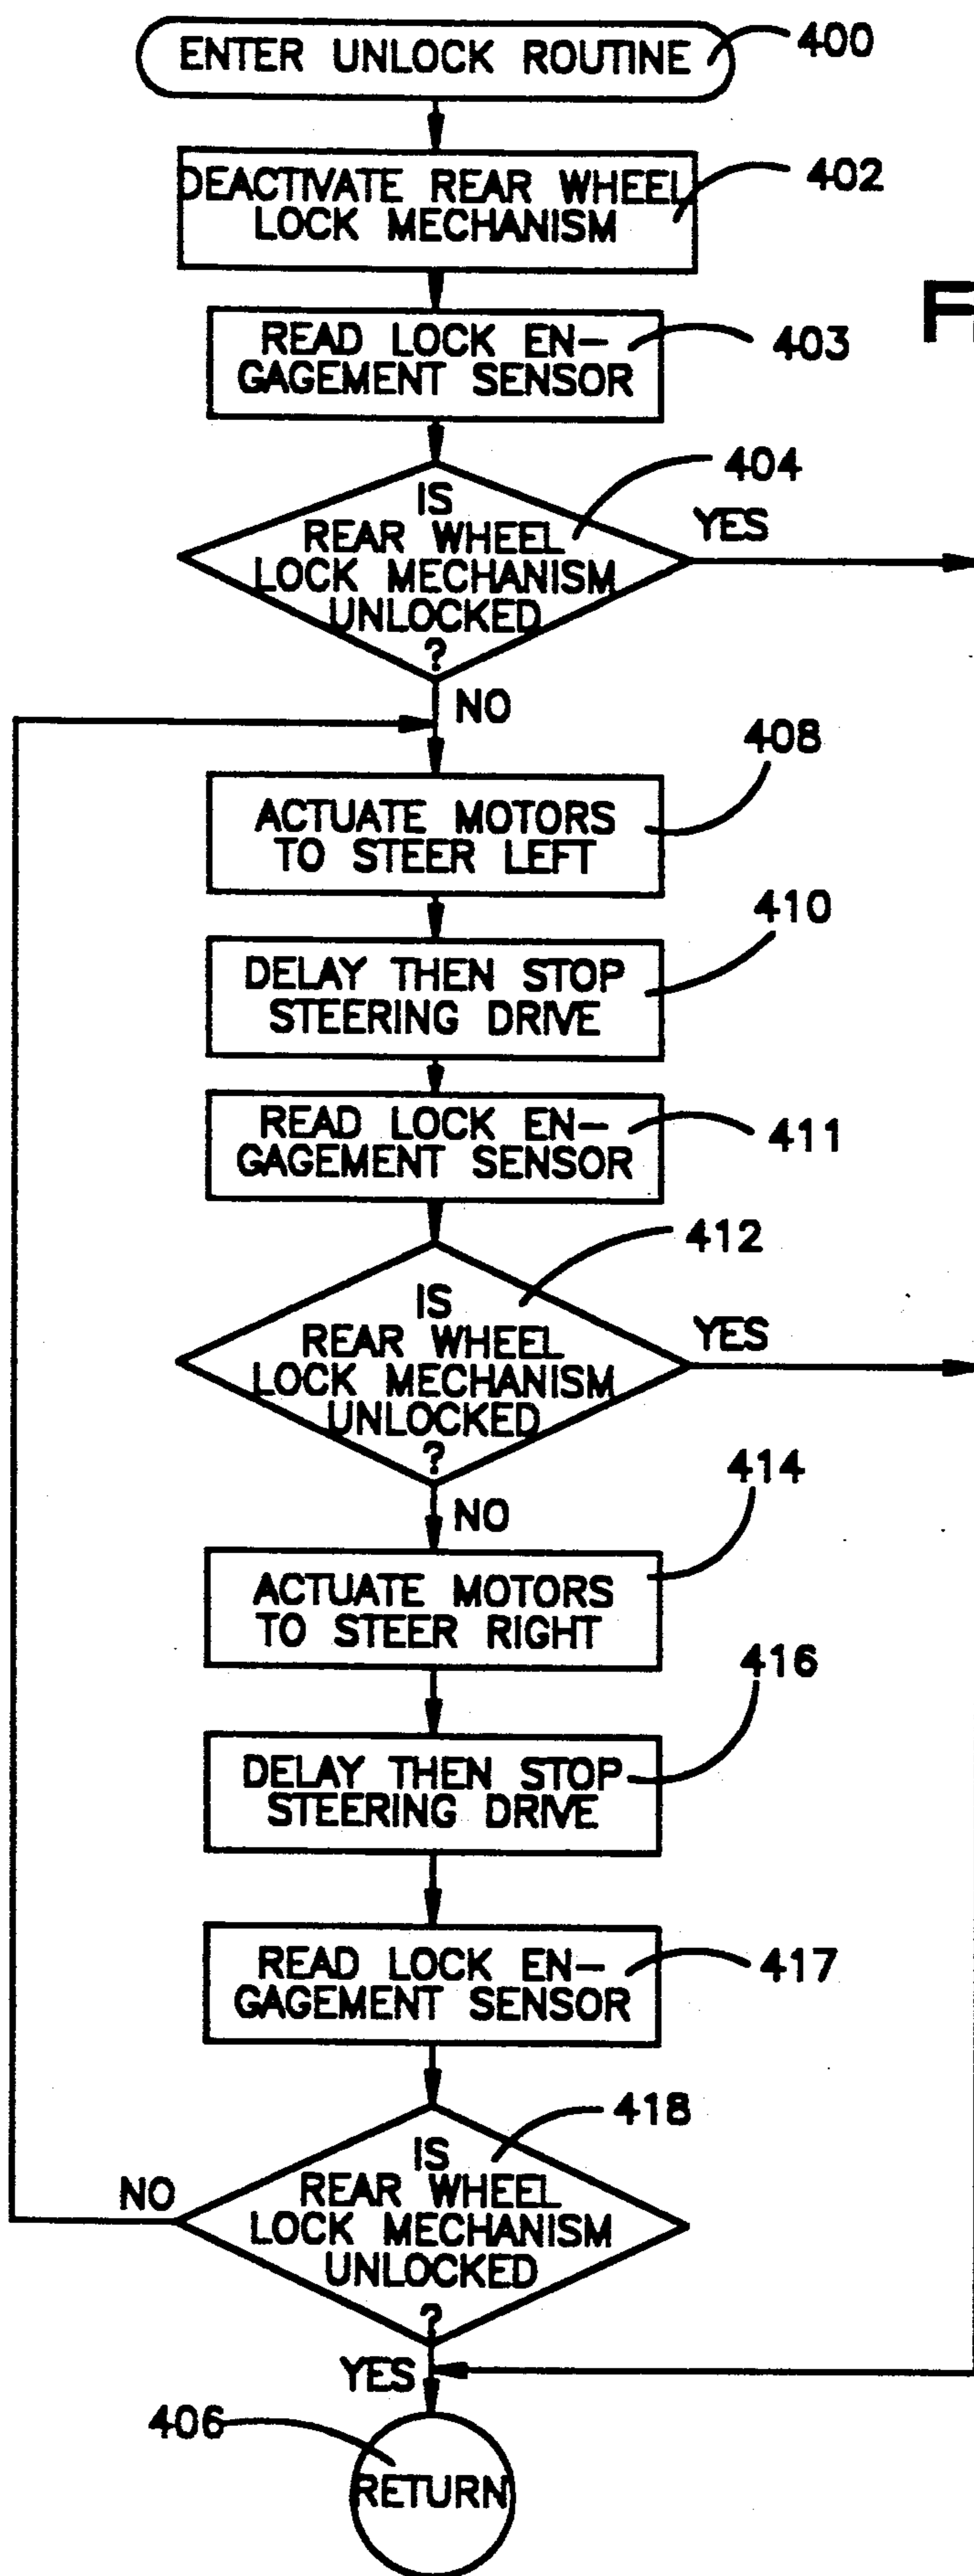 ENTER UNLOCK ROUTINE
400
DEACTIVATE REAR WHEEL
LOCK MECHANISM
402
READ LOCK EN-
GAGEMENT SENSOR
403
404
IS
REAR WHEEL
LOCK MECHANISM
UNLOCKED
?
YES
NO
408
ACTUATE MOTORS
TO STEER LEFT
410
DELAY THEN STOP
STEERING DRIVE
READ LOCK EN-
GAGEMENT SENSOR
411
412
IS
REAR WHEEL
LOCK MECHANISM
UNLOCKED
?
YES
NO
414
ACTUATE MOTORS
TO STEER RIGHT
416
DELAY THEN STOP
STEERING DRIVE
READ LOCK EN-
GAGEMENT SENSOR
417
418
IS
REAR WHEEL
LOCK MECHANISM
UNLOCKED
?
NO
YES
406
RETURN